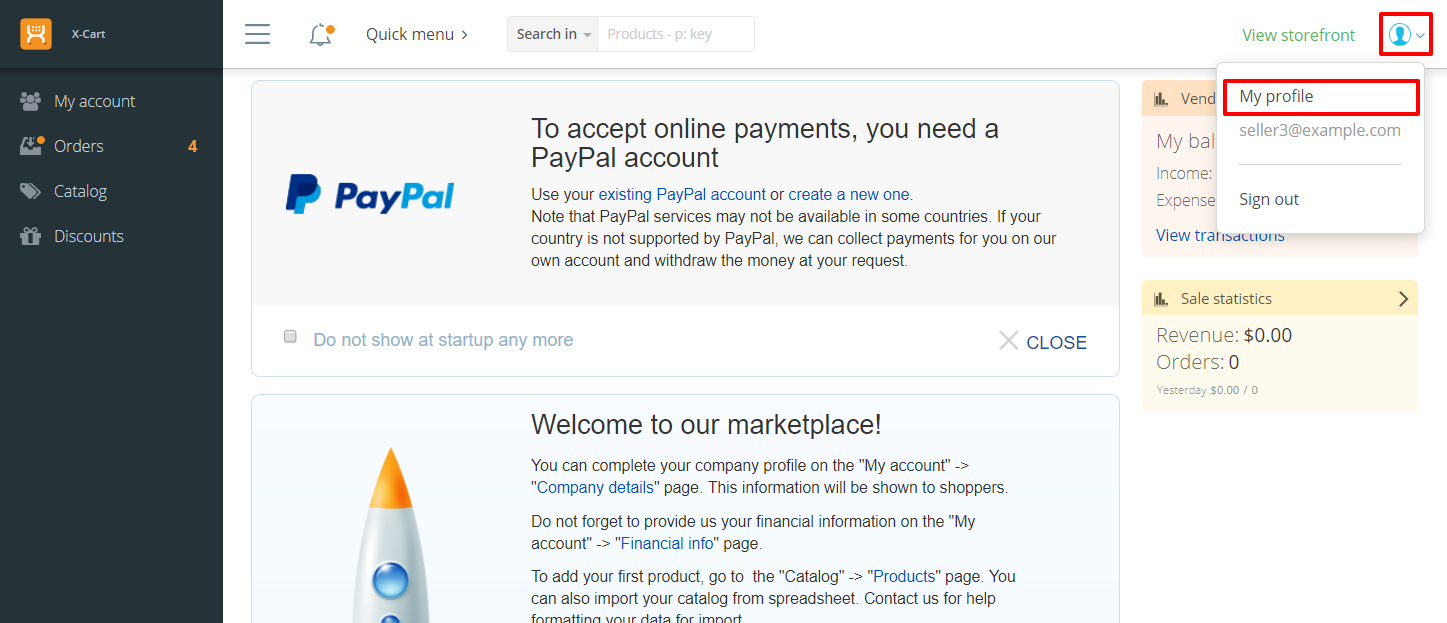 X-Cart
Quick menu
Search in
Products - p: key
View storefront
My account
Orders 4
Catalog
Discounts
To accept online payments, you need a
PayPal account
PayPal
Use your existing PayPal account or create a new one.
Note that PayPal services may not be available in some countries. If your
country is not supported by PayPal, we can collect payments for you on our
own account and withdraw the money at your request.
Do not show at startup any more
CLOSE
Welcome to our marketplace!
You can complete your company profile on the "My account" ->
"Company details" page. This information will be shown to shoppers.
Do not forget to provide us your financial information on the "My
account" -> "Financial info" page.
To add your first product, go to the "Catalog" -> "Products" page. You
can also import your catalog from spreadsheet. Contact us for help
formatting your data for import.
My profile
seller3@example.com
Sign out
Vend
My bal
Income:
Expense
View transactions
Sale statistics
Revenue: $0.00
Orders: 0
Yesterday $0.00 / 0